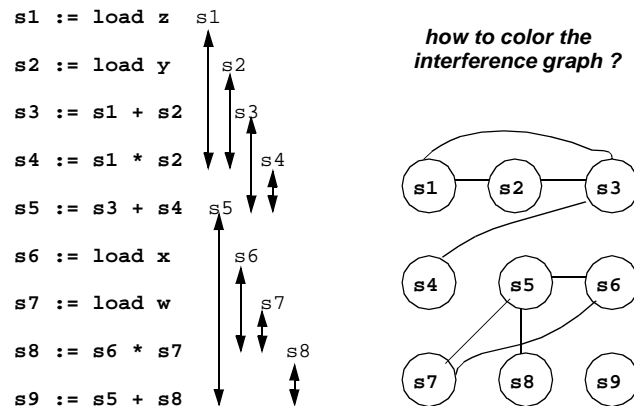 s1 := load z s1
s2 := load y s2
s3 := s1 + s2 s3
s4 := s1 * s2 s4
s5 := s3 + s4 s5
s6 := load x s6
s7 := load w s7
s8 := s6 * s7 s8
s9 := s5 + s8
how to color the
interference graph ?
s1 s2 s3
s4 s5 s6
s7 s8 s9